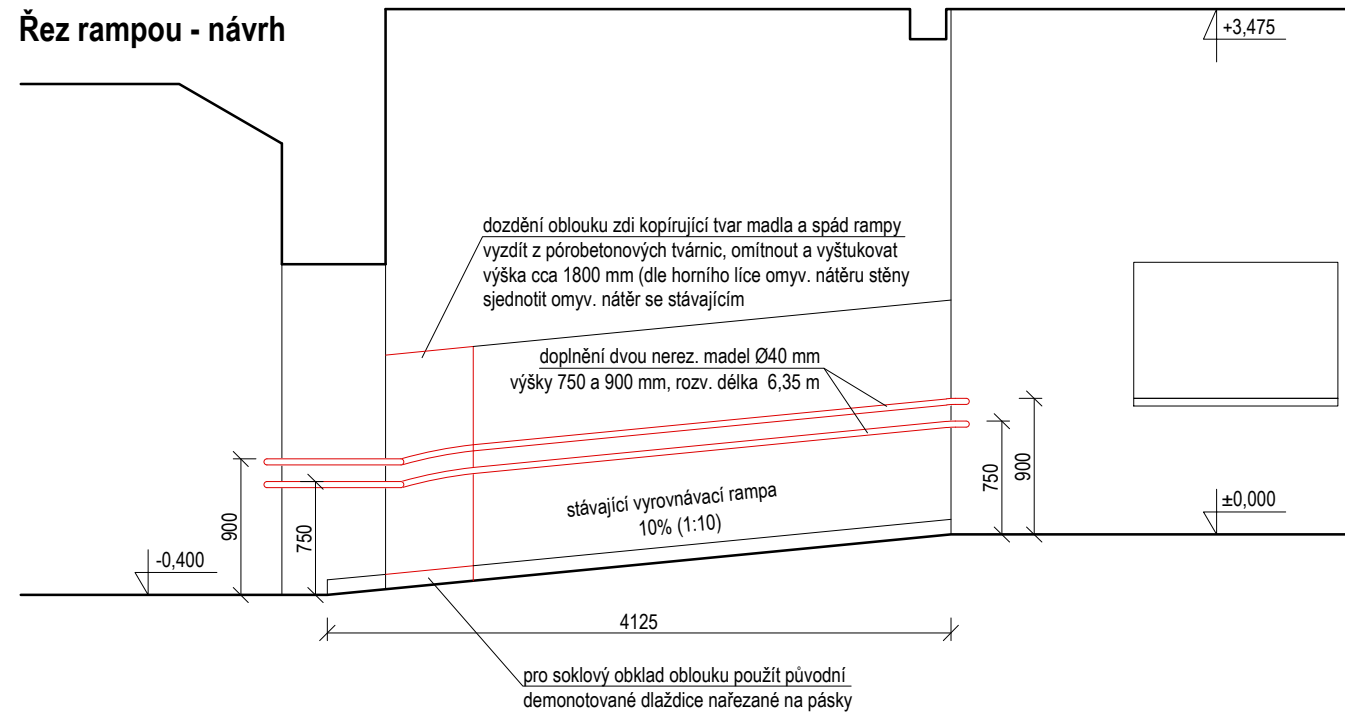 Řez rampou - návrh
+3,475
dozdění oblouku zdi kopírující tvar madla a spád rampy
vyzdít z pórobetonových tvárnic, omítnout a vyštukovat
výška cca 1800 mm (dle horního líce omyv. nátěru stěny
sjednotit omyv. nátěr se stávajícím
doplnění dvou nerez. madel Ø40 mm
výšky 750 a 900 mm, rozv. délka 6,35 m
stávající vyrovnávací rampa
10% (1:10)
900
750
750
900
±0,000
-0,400
4125
pro soklový obklad oblouku použít původní
demonotované dlaždice nařezané na pásky